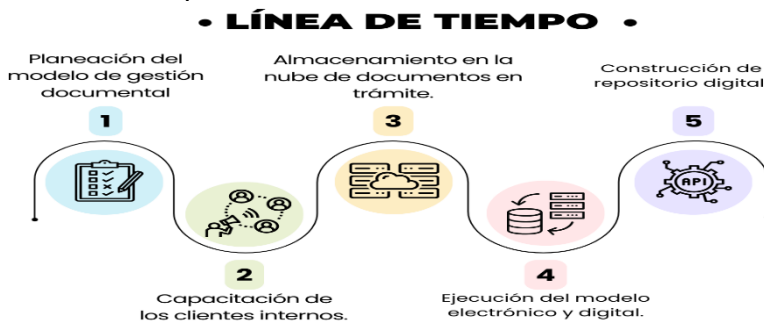 • LÍNEA DE TIEMPO •
Planeación del
modelo de gestión
documental
1
Capacitación de
los clientes internos.
2
Almacenamiento en la
nube de documentos en
trámite.
3
Ejecución del modelo
electrónico y digital.
4
Construcción de
repositorio digital
5
API